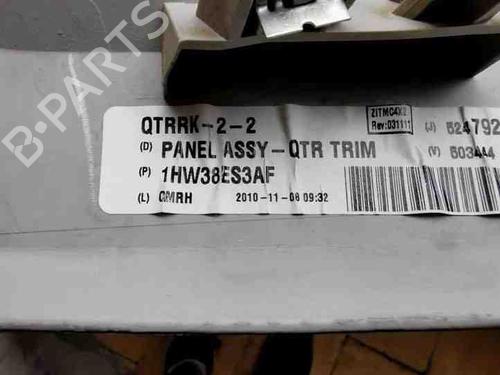 B-PARTS
QTRRK-2-2
ZITMC4X2
Rev:031111
(J) 524792
(D) PANEL ASSY-QTR TRIM
(V) 503444
(P) 1HW38ES3AF
(L) CMRH 2010-11-08 09:32